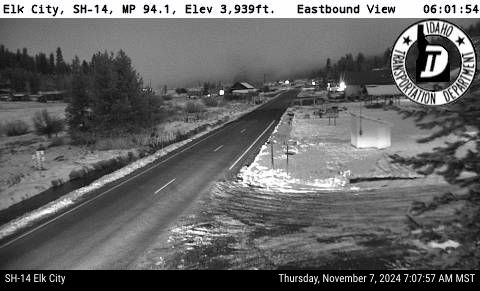 Elk City, SH-14, MP 94.1, Elev 3,939ft. Eastbound View 06:01:54
IDAHO
TRANSPORTATION DEPARTMENT
SH-14 Elk City Thursday, November 7, 2024 7:07:57 AM MST